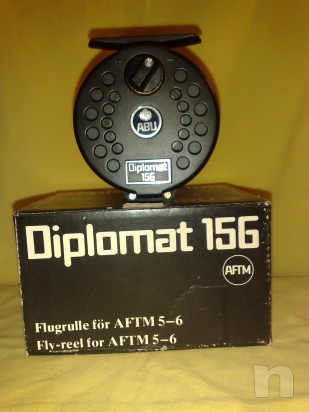 ABU
Diplomat
156
Diplomat 156
AFTM
Flugrulle för AFTM 5-6
Fly-reel for AFTM 5-6
n